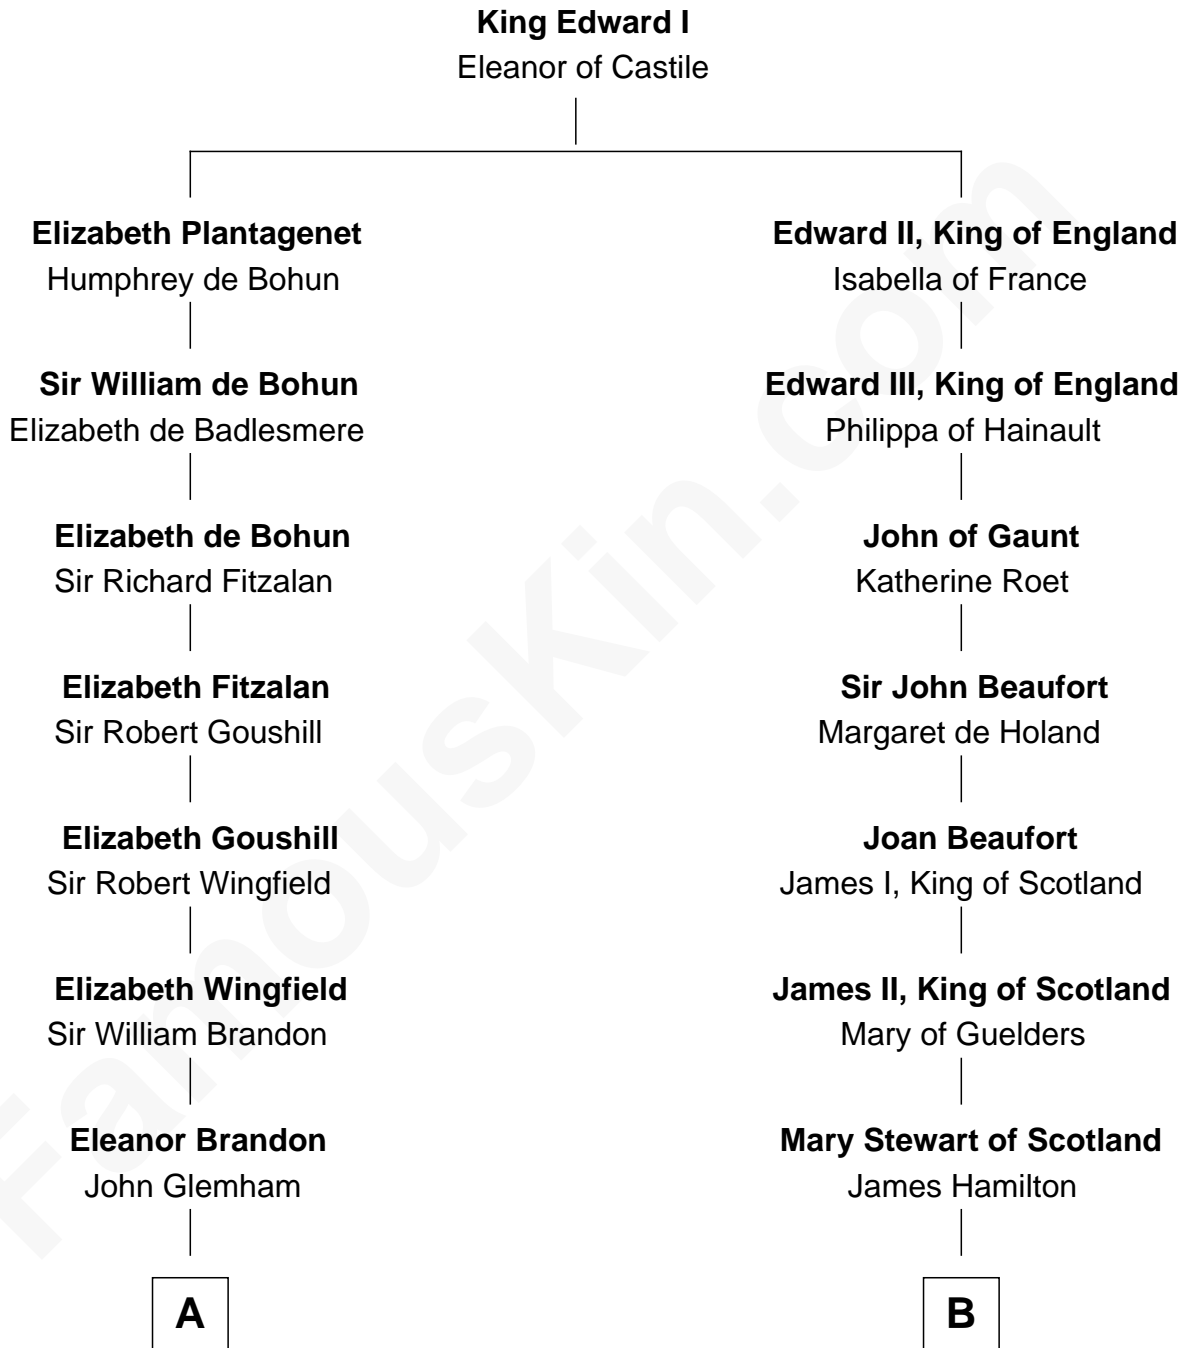 King Edward I
Eleanor of Castile
Elizabeth Plantagenet
Humphrey de Bohun
Sir William de Bohun
Elizabeth de Badlesmere
Elizabeth de Bohun
Sir Richard Fitzalan
Elizabeth Fitzalan
Sir Robert Goushill
Elizabeth Goushill
Sir Robert Wingfield
Elizabeth Wingfield
Sir William Brandon
Eleanor Brandon
John Glemham
A
Edward II, King of England
Isabella of France
Edward III, King of England
Philippa of Hainault
John of Gaunt
Katherine Roet
Sir John Beaufort
Margaret de Holand
Joan Beaufort
James I, King of Scotland
James II, King of Scotland
Mary of Guelders
Mary Stewart of Scotland
James Hamilton
B
FamousKin.com